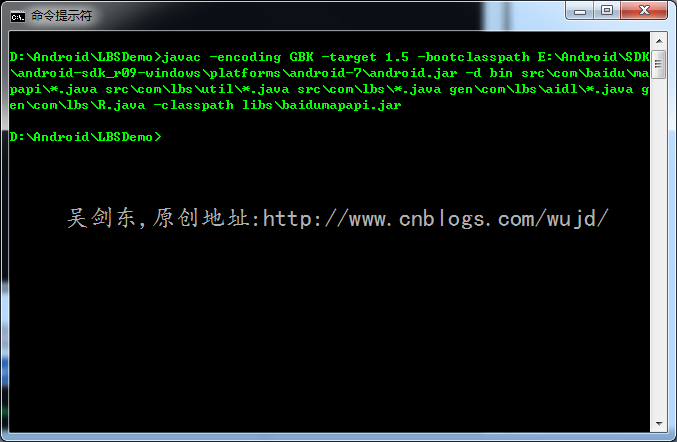 命令提示符
D:\Android\LBSDemo>javac -encoding GBK -target 1.5 -bootclasspath E:\Android\SDK
\android-sdk_r09-windows\platforms\android-7\android.jar -d bin src\com\baidu\ma
papi\*.java src\com\lbs\util\*.java src\com\lbs\*.java gen\com\lbs\aidl\*.java g
en\com\lbs\R.java -classpath libs\baidumapapi.jar
D:\Android\LBSDemo>
吴剑东,原创地址:http://www.cnblogs.com/wujd/